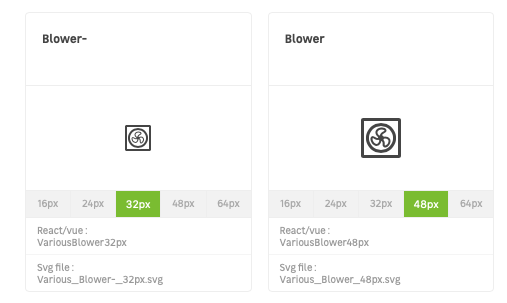 Blower-
16px 24px 32px 48px 64px
React/vue :
VariousBlower32px
Svg file :
Various_Blower-_32px.svg
Blower
16px 24px 32px 48px 64px
React/vue :
VariousBlower48px
Svg file :
Various_Blower_48px.svg